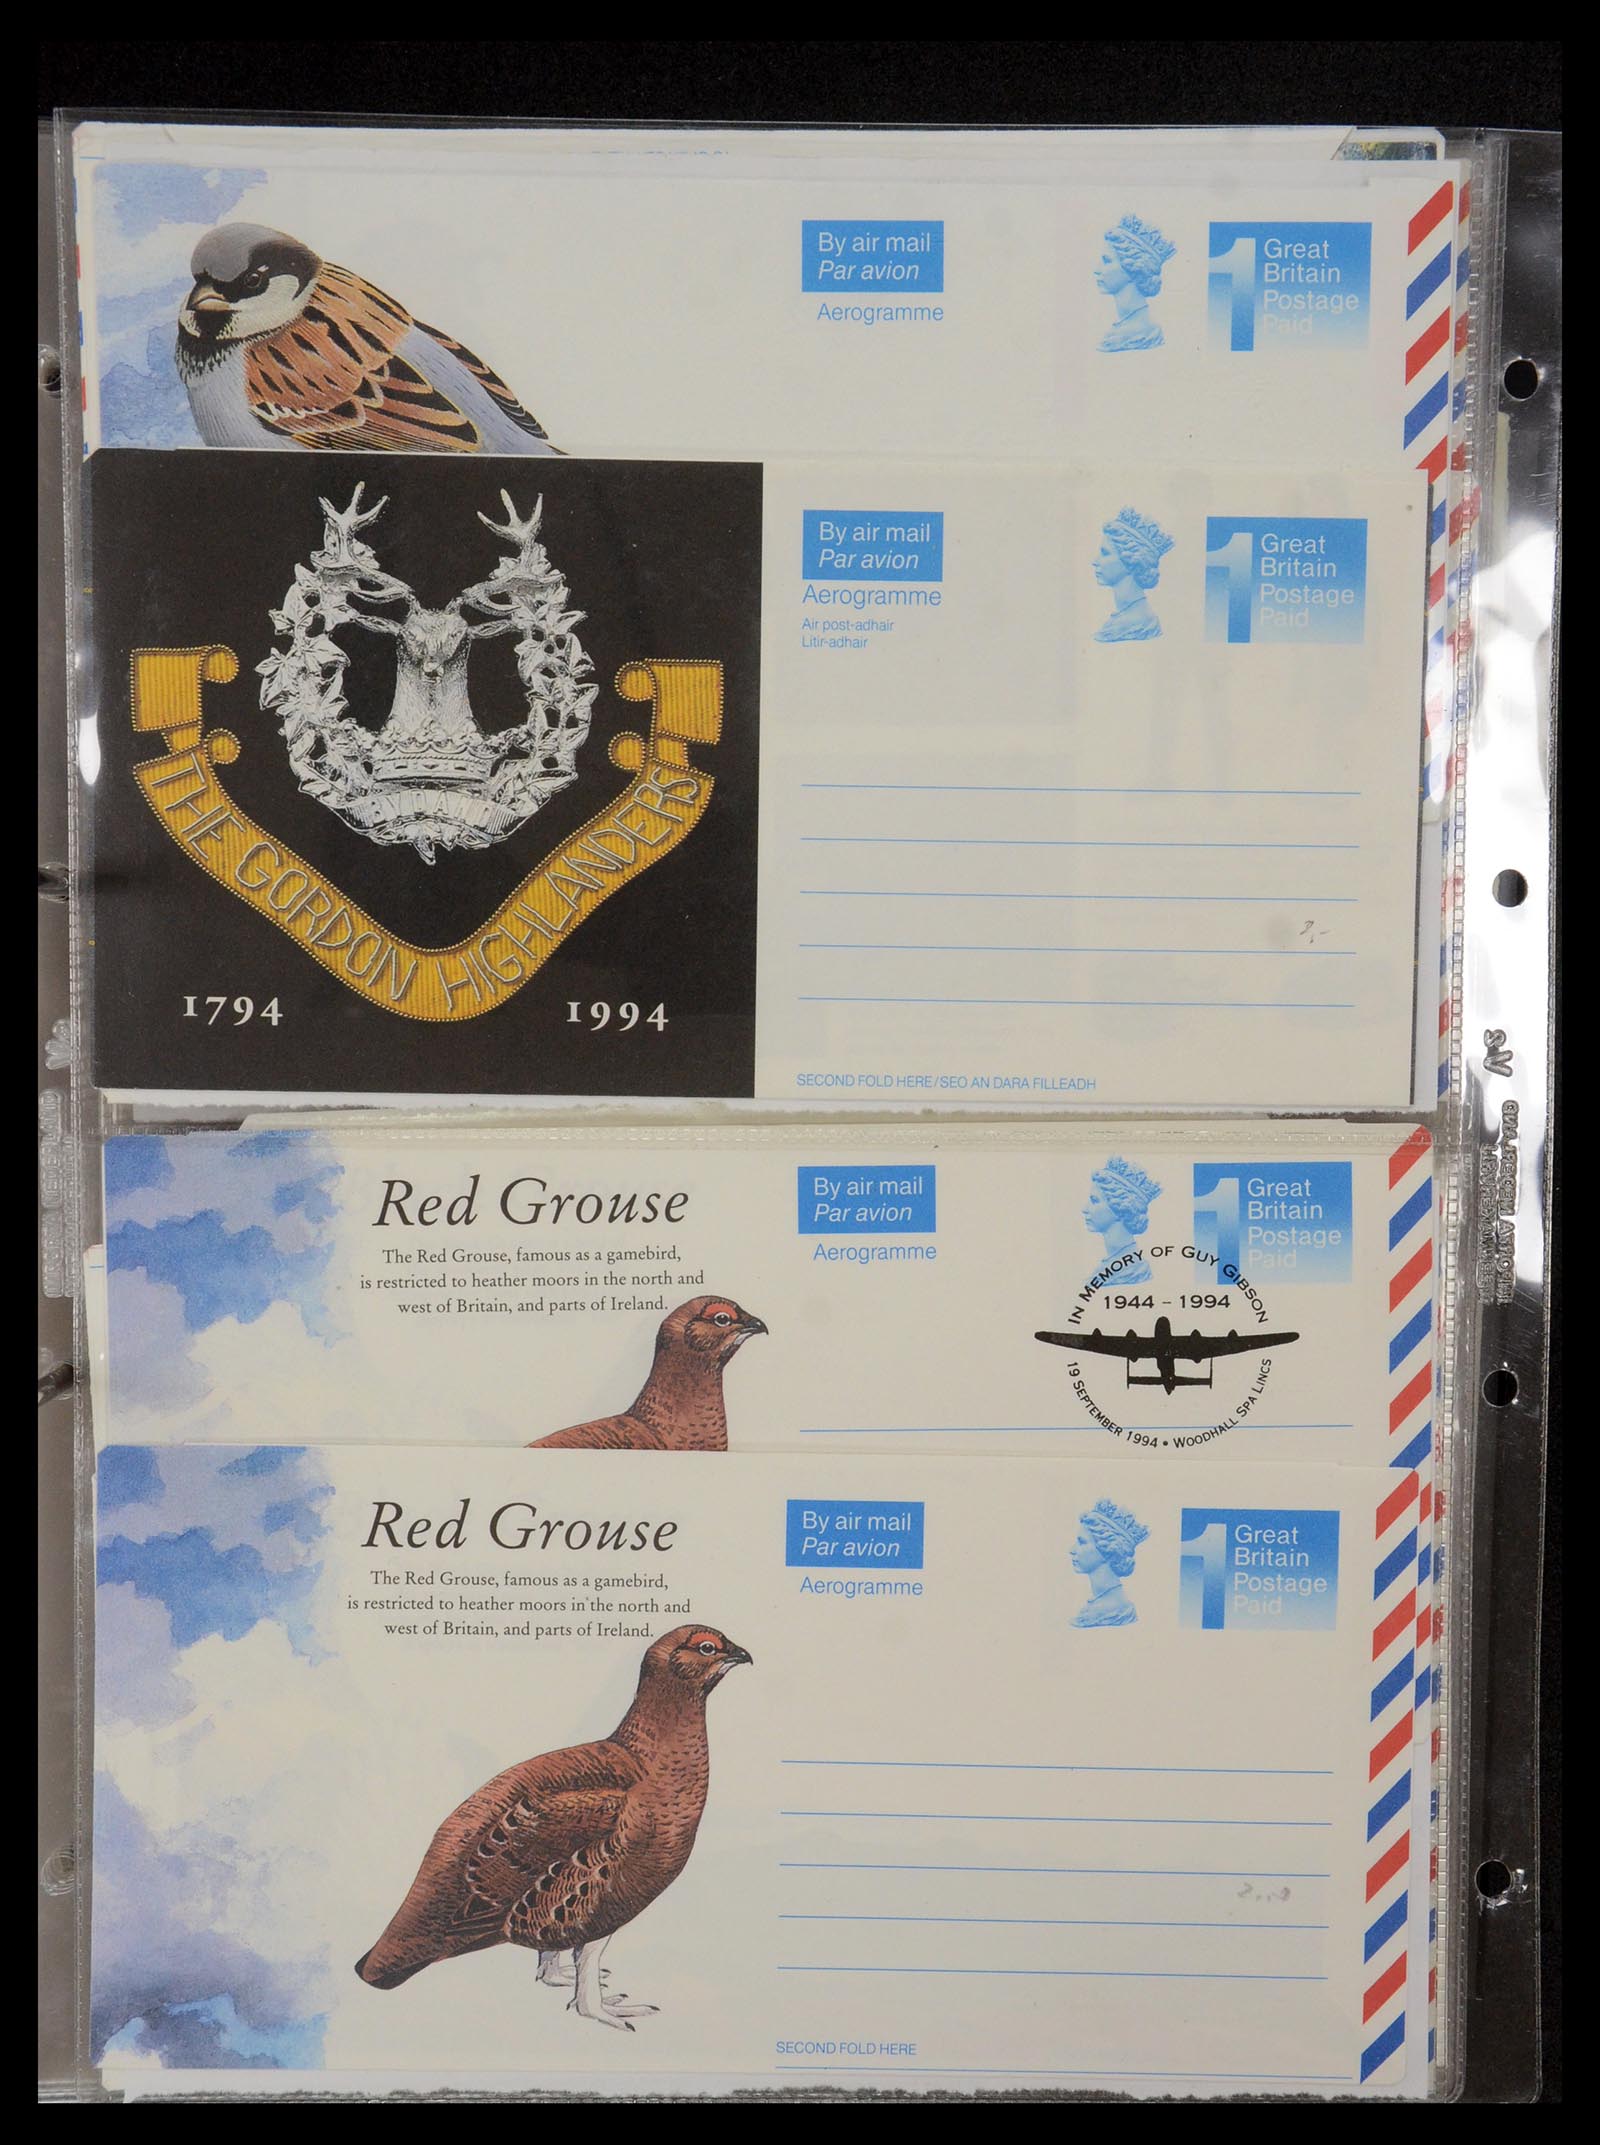 By air mail
Par avion
Aerogramme
1 Great
Britain
Postage
Paid
THE GORDON HIGHLANDERS
BYDAND
1794 1994
By air mail
Par avion
Aerogramme
Air post-adhair
Litir-adhair
1 Great
Britain
Postage
Paid
SECOND FOLD HERE/SEO AN DARA FILLEADH
Red Grouse
The Red Grouse, famous as a gamebird,
is restricted to heather moors in the north and
west of Britain, and parts of Ireland.
By air mail
Par avion
Aerogramme
1 Great
Britain
Postage
Paid
IN MEMORY OF GUY GIBSON
1944 - 1994
19 SEPTEMBER 1994 • WOODHALL SPA LINCS
Red Grouse
The Red Grouse, famous as a gamebird,
is restricted to heather moors in the north and
west of Britain, and parts of Ireland.
By air mail
Par avion
Aerogramme
1 Great
Britain
Postage
Paid
SECOND FOLD HERE